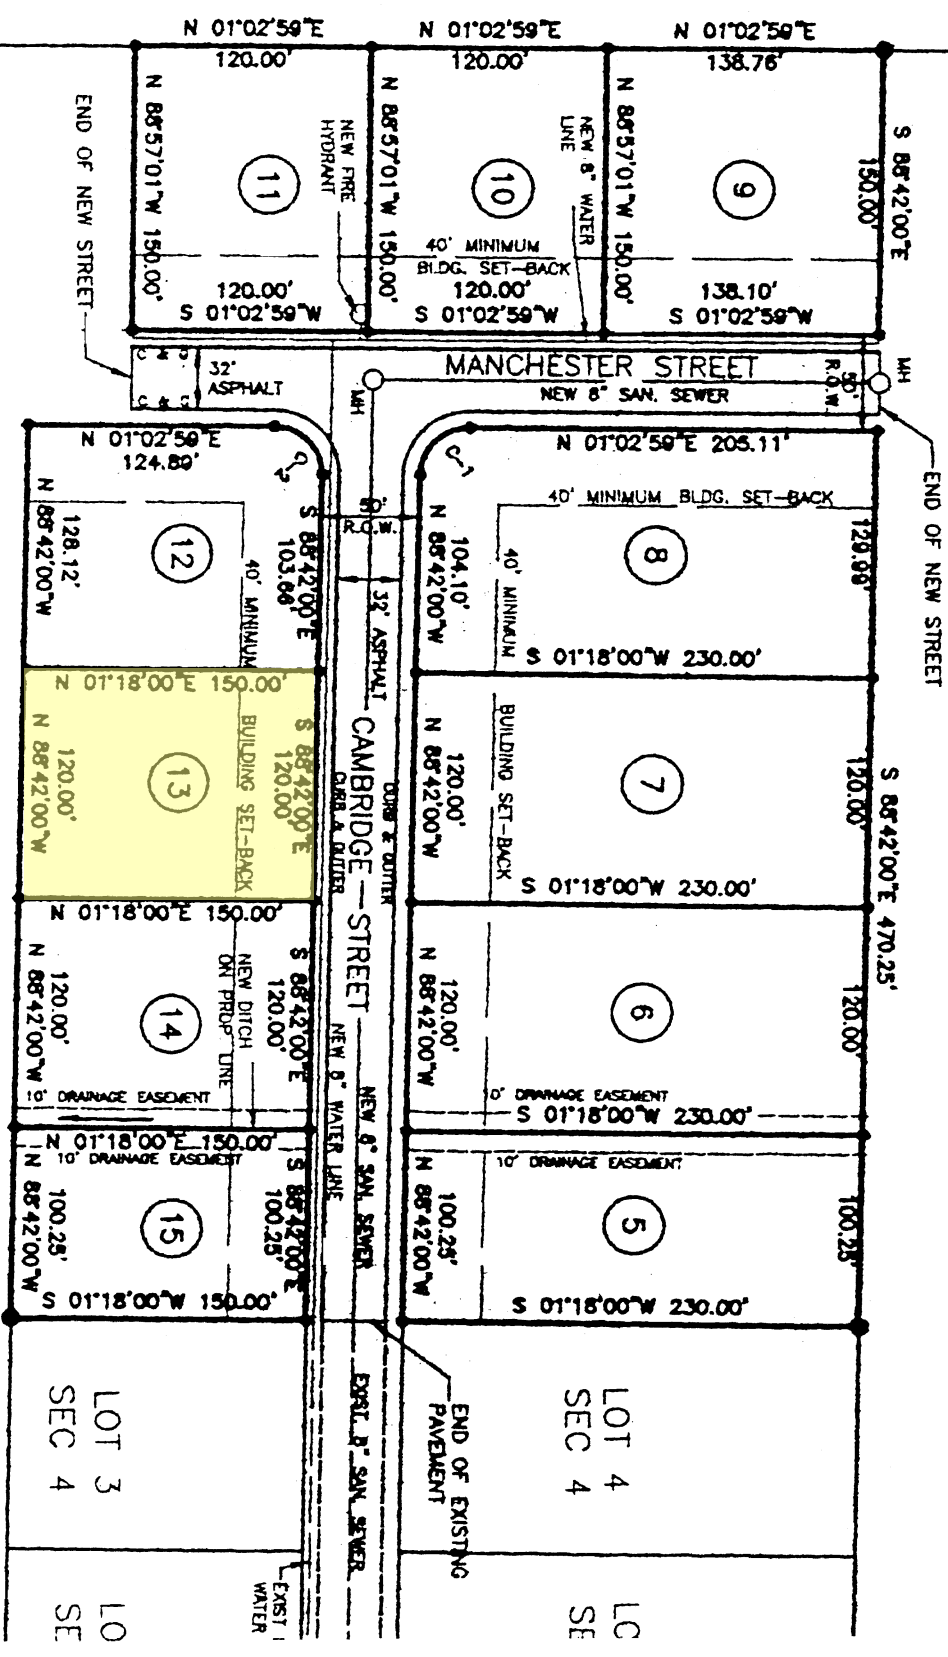 N 01°02'59"E
N 01°02'59"E
N 01°02'59"E
120.00'
120.00'
138.76'
N 88°57'01"W 150.00'
N 88°57'01"W 150.00'
N 88°57'01"W 150.00'
S 88°42'00"E
150.00'
END OF NEW STREET
NEW FIRE
HYDRANT
NEW 8" WATER
LINE
11
10
9
40' MINIMUM
BLDG. SET-BACK
120.00'
S 01°02'59"W
120.00'
S 01°02'59"W
138.10'
S 01°02'59"W
C & G
C & G
32'
ASPHALT
MH
MANCHESTER STREET
NEW 8" SAN. SEWER
50'
R.O.W.
MH
END OF NEW STREET
N 01°02'59"E
124.89'
C-2
C-1
N 01°02'59"E 205.11'
40' MINIMUM BLDG. SET-BACK
50'
R.O.W.
128.12'
N 88°42'00"W
12
40' MINIMUM
S 88°42'00"E
103.66'
32' ASPHALT
104.10'
N 88°42'00"W
40' MINIMUM
8
129.99'
S 01°18'00"W 230.00'
N 01°18'00"E 150.00'
120.00'
N 88°42'00"W
13
BUILDING SET-BACK
S 88°42'00"E
120.00'
CURB & GUTTER
CAMBRIDGE STREET
CURB & GUTTER
120.00'
N 88°42'00"W
BUILDING SET-BACK
7
120.00'
S 88°42'00"E 470.25'
S 01°18'00"W 230.00'
N 01°18'00"E 150.00'
120.00'
N 88°42'00"W
14
NEW DITCH
ON PROP. LINE
S 88°42'00"E
120.00'
NEW 8" WATER LINE
NEW 8" SAN. SEWER
120.00'
N 88°42'00"W
6
120.00'
10' DRAINAGE EASEMENT
0' DRAINAGE EASEMENT
S 01°18'00"W 230.00'
N 01°18'00"E 150.00'
10' DRAINAGE EASEMENT
10' DRAINAGE EASEMENT
100.25'
N 88°42'00"W
15
S 88°42'00"E
100.25'
100.25'
N 88°42'00"W
5
100.25'
S 01°18'00"W 150.00'
S 01°18'00"W 230.00'
LOT 3
SEC 4
EXIST. 8" SAN. SEWER
END OF EXISTING
PAVEMENT
LOT 4
SEC 4
EXIST
WATER
LO
SE
LO
SE